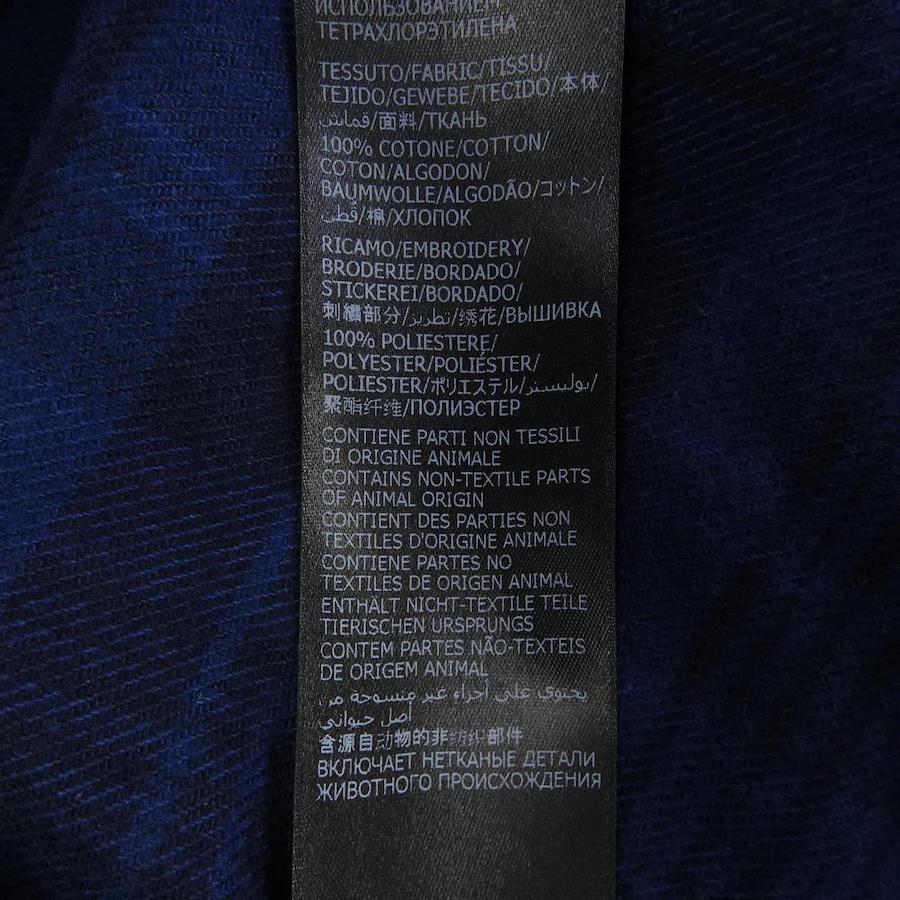 ИСПОЛЬЗОВАНИЕМ
ТЕТРАХЛОРЭТИЛЕНА
TESSUTO/FABRIC/TISSU/
TEJIDO/GEWEBE/TECIDO/本体/
قماش/面料/ТКАНЬ
100% COTONE/COTTON/
COTON/ALGODON/
BAUMWOLLE/ALGODÃO/コットン/
قطن/棉/ХЛОПОК
RICAMO/EMBROIDERY/
BRODERIE/BORDADO/
STICKEREI/BORDADO/
刺繍部分/تطريز/绣花/ВЫШИВКА
100% POLIESTERE/
POLYESTER/POLIÉSTER/
POLIESTER/ポリエステル/بوليستر/
聚酯纤维/ПОЛИЭСТЕР
CONTIENE PARTI NON TESSILI
DI ORIGINE ANIMALE
CONTAINS NON-TEXTILE PARTS
OF ANIMAL ORIGIN
CONTIENT DES PARTIES NON
TEXTILES D'ORIGINE ANIMALE
CONTIENE PARTES NO
TEXTILES DE ORIGEN ANIMAL
ENTHÄLT NICHT-TEXTILE TEILE
TIERISCHEN URSPRUNGS
CONTEM PARTES NÃO-TEXTEIS
DE ORIGEM ANIMAL
يحتوي على أجزاء غير منسوجة من
أصل حيواني
含源自动物的非纺织部件
ВКЛЮЧАЕТ НЕТКАНЫЕ ДЕТАЛИ
ЖИВОТНОГО ПРОИСХОЖДЕНИЯ